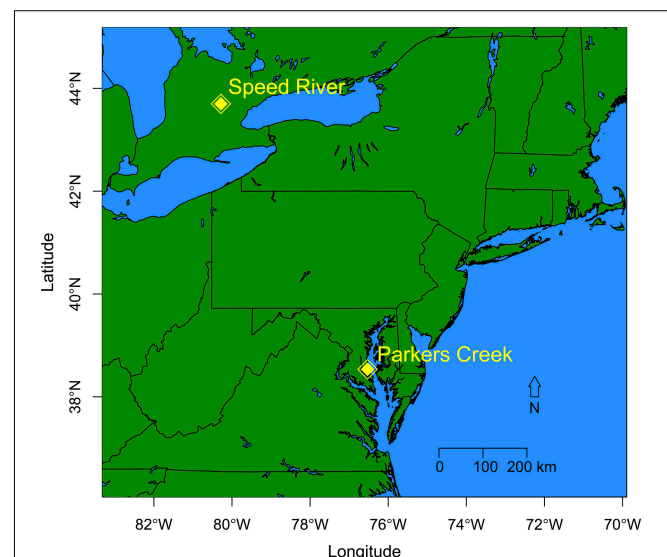 Speed River
Parkers Creek
N
0 100 200 km
44°N
42°N
40°N
38°N
Latitude
82°W 80°W 78°W 76°W 74°W 72°W 70°W
Longitude